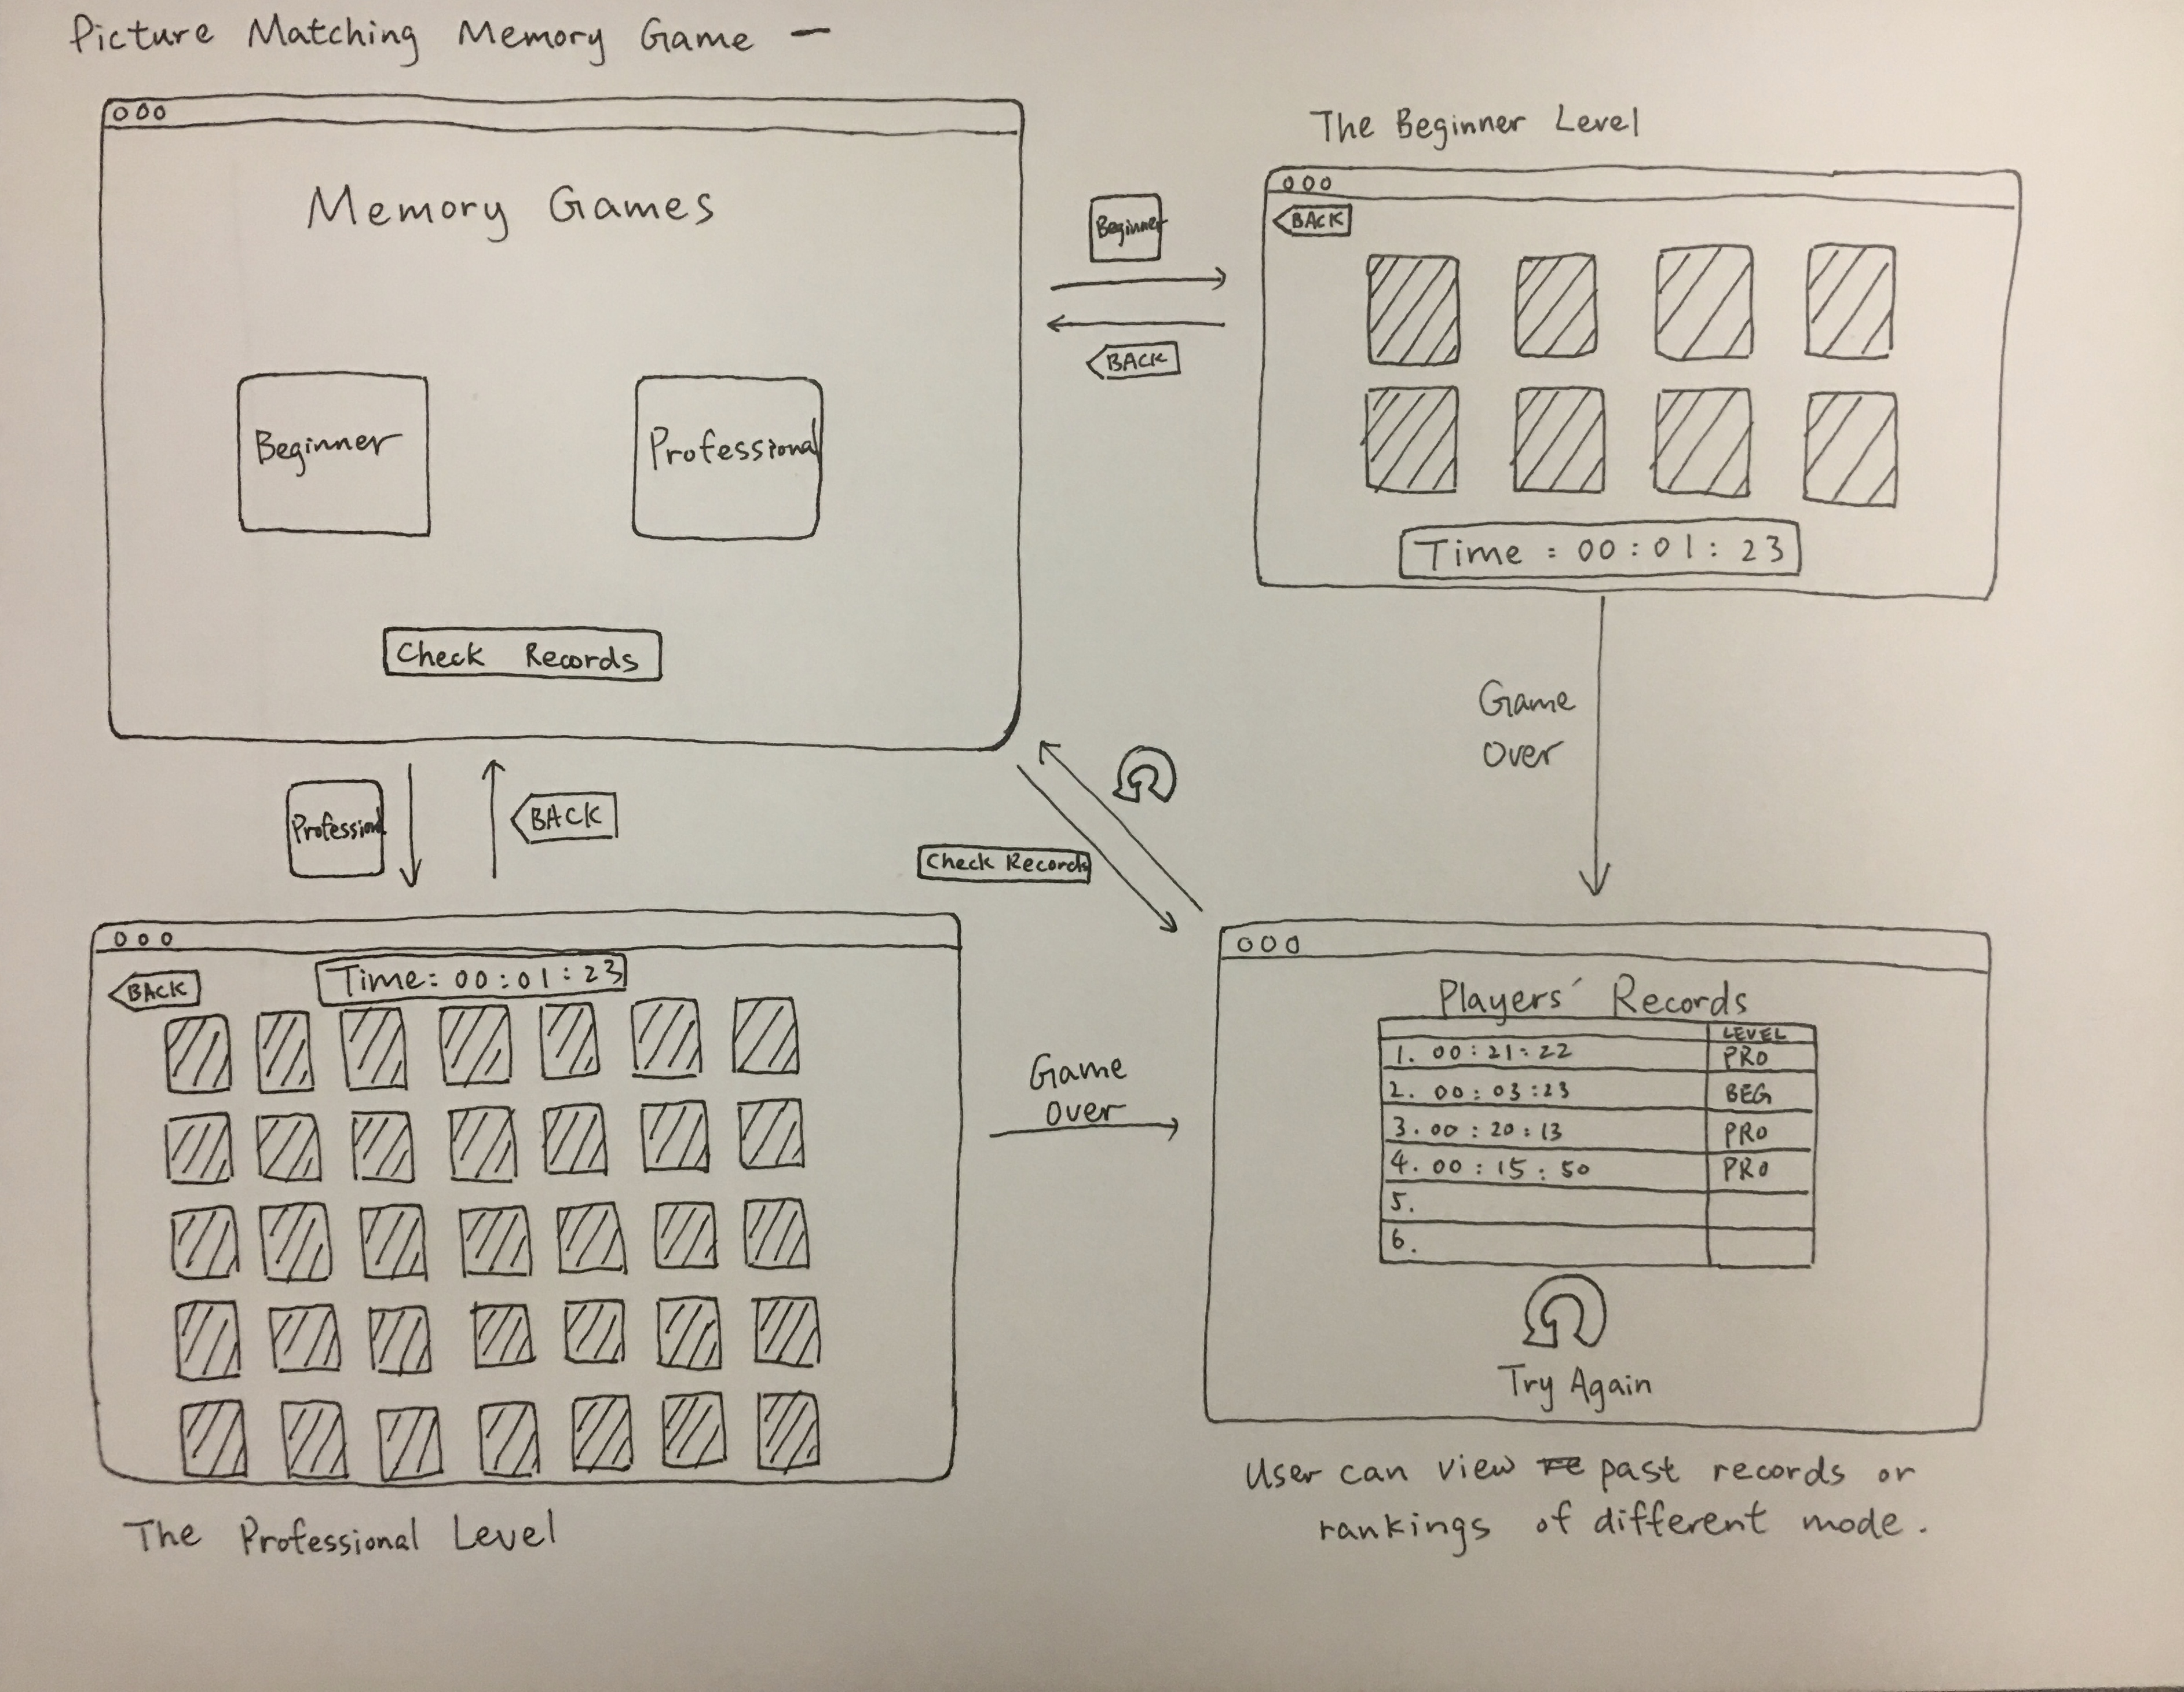 Picture Matching Memory Game —
Memory Games
Beginner
Professional
Check Records
Beginner
BACK
The Beginner Level
BACK
Time : 00 : 01 : 23
Game
over
Professional
BACK
Check Records
BACK
Time: 00 : 01 : 23
The Professional Level
Game
over
Players' Records
LEVEL
1. 00 : 21 : 22 PRO
2. 00 : 03 : 23 BEG
3. 00 : 20 : 13 PRO
4. 00 : 15 : 50 PRO
5.
6.
Try Again
User can view past records or
rankings of different mode.